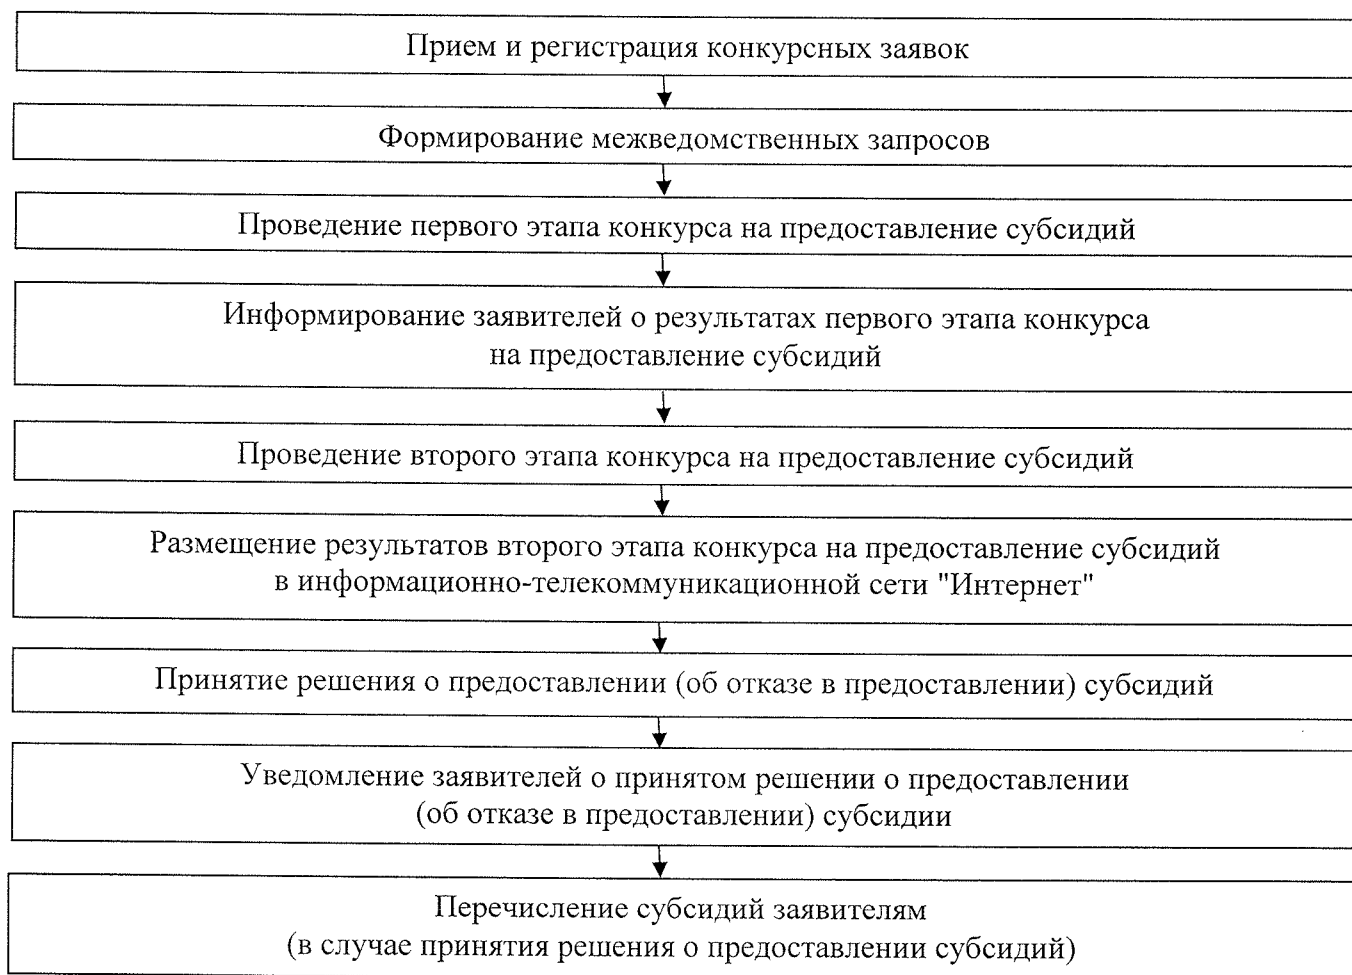 Прием и регистрация конкурсных заявок
Формирование межведомственных запросов
Проведение первого этапа конкурса на предоставление субсидий
Информирование заявителей о результатах первого этапа конкурса
на предоставление субсидий
Проведение второго этапа конкурса на предоставление субсидий
Размещение результатов второго этапа конкурса на предоставление субсидий
в информационно-телекоммуникационной сети "Интернет"
Принятие решения о предоставлении (об отказе в предоставлении) субсидий
Уведомление заявителей о принятом решении о предоставлении
(об отказе в предоставлении) субсидии
Перечисление субсидий заявителям
(в случае принятия решения о предоставлении субсидий)